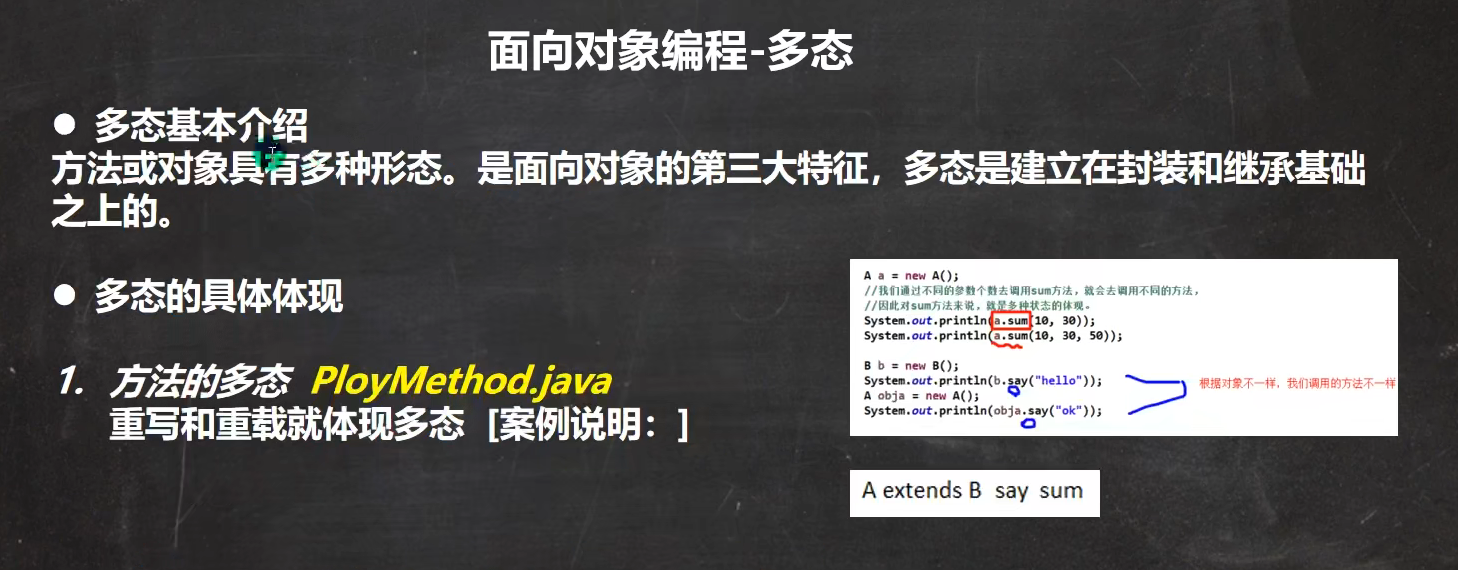 面向对象编程-多态
● 多态基本介绍
方法或对象具有多种形态。是面向对象的第三大特征，多态是建立在封装和继承基础
之上的。
● 多态的具体体现
1. 方法的多态 PloyMethod.java
重写和重载就体现多态 [案例说明：]
A a = new A();
//我们通过不同的参数个数去调用sum方法，就会去调用不同的方法，
//因此对sum方法来说，就是多种状态的体现。
System.out.println(a.sum(10, 30));
System.out.println(a.sum(10, 30, 50));
B b = new B();
System.out.println(b.say("hello"));
根据对象不一样，我们调用的方法不一样
A obja = new A();
System.out.println(obja.say("ok"));
A extends B say sum